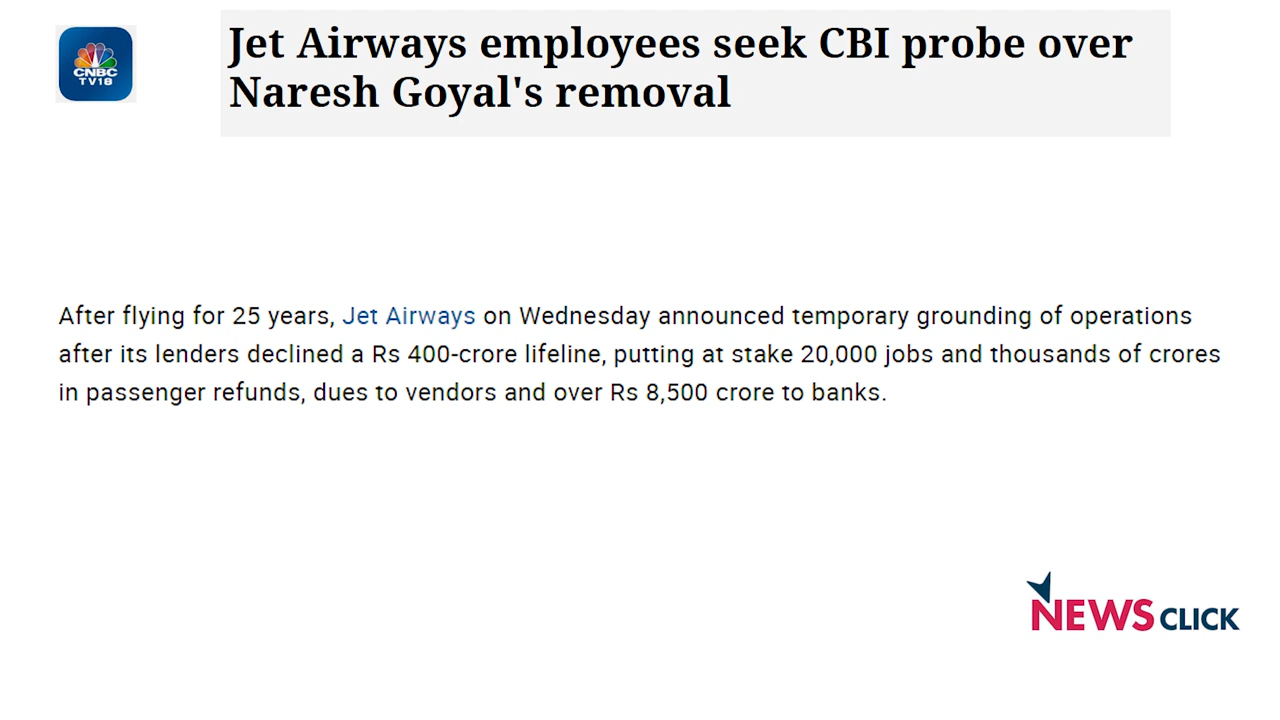 CNBC
TV18
Jet Airways employees seek CBI probe over
Naresh Goyal's removal
After flying for 25 years, Jet Airways on Wednesday announced temporary grounding of operations
after its lenders declined a Rs 400-crore lifeline, putting at stake 20,000 jobs and thousands of crores
in passenger refunds, dues to vendors and over Rs 8,500 crore to banks.
NEWSCLICK